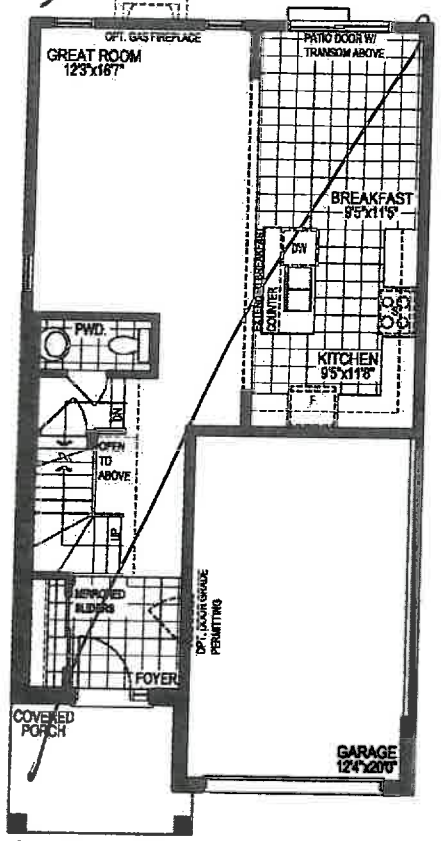 OPT. GAS FIREPLACE
PATIO DOOR W/
TRANSOM ABOVE
GREAT ROOM
12'3"x16'7"
BREAKFAST
9'5"x11'5"
DW
EXTENDED BREAKFAST
COUNTER
PWD.
KITCHEN
9'5"x11'8"
F
DN
OPEN
TO
ABOVE
UP
MIRRORED
SLIDERS
OPT. DOOR GRADE
PERMITTING
FOYER
COVERED
PORCH
GARAGE
12'4"x20'0"